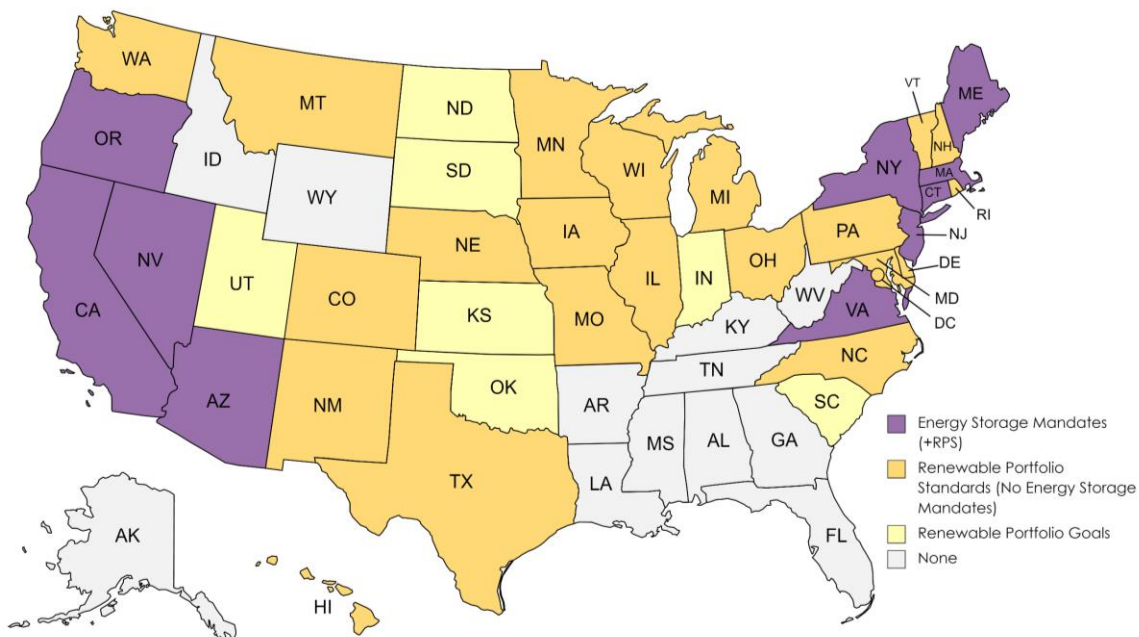 WA
VT
ME
MT
ND
OR
MN
NH
ID
NY
MA
SD
WI
CT
WY
MI
RI
PA
NJ
IA
NE
OH
NV
DE
IL
IN
UT
WV
CO
MD
CA
VA
KS
MO
KY
DC
NC
TN
OK
SC
AZ
NM
AR
Energy Storage Mandates
(+RPS)
MS
AL
GA
Renewable Portfolio
Standards (No Energy Storage
Mandates)
TX
LA
AK
Renewable Portfolio Goals
FL
None
HI